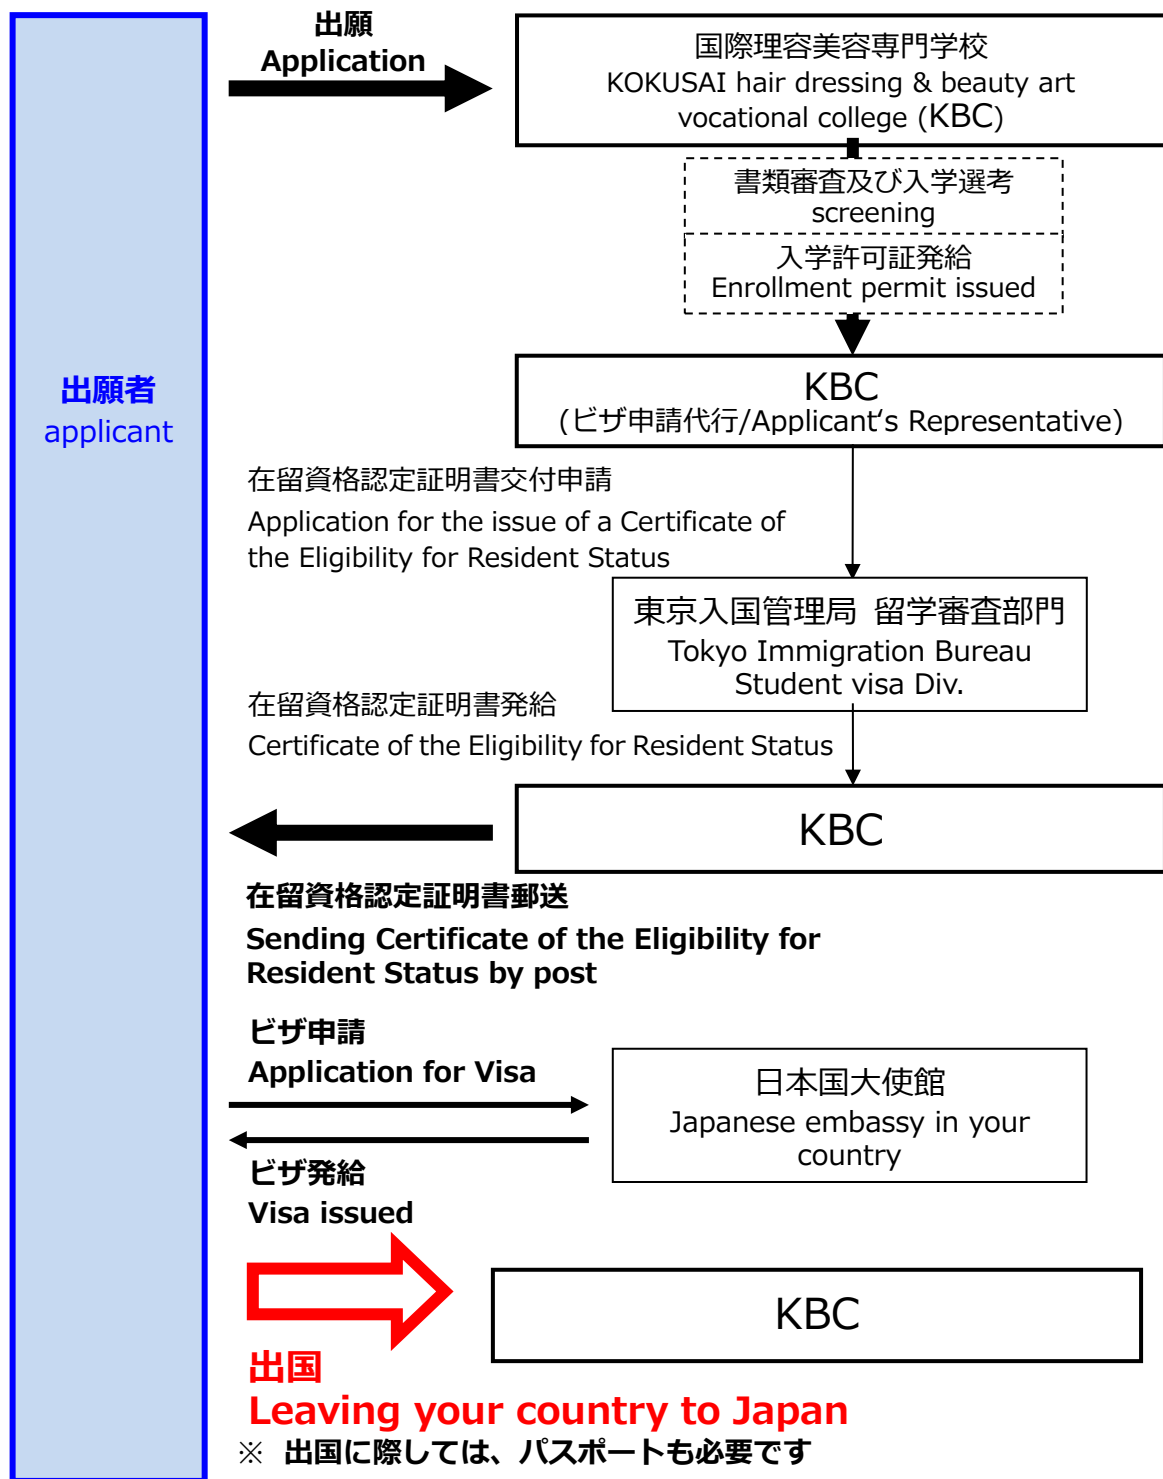 出願
Application
国際理容美容専門学校
KOKUSAI hair dressing & beauty art
vocational college (KBC)
書類審査及び入学選考
screening
入学許可証発給
Enrollment permit issued
出願者
applicant
KBC
(ビザ申請代行/Applicant‘s Representative)
在留資格認定証明書交付申請
Application for the issue of a Certificate of
the Eligibility for Resident Status
東京入国管理局 留学審査部門
Tokyo Immigration Bureau
Student visa Div.
在留資格認定証明書発給
Certificate of the Eligibility for Resident Status
KBC
在留資格認定証明書郵送
Sending Certificate of the Eligibility for
Resident Status by post
ビザ申請
Application for Visa
日本国大使館
Japanese embassy in your
country
ビザ発給
Visa issued
KBC
出国
Leaving your country to Japan
※ 出国に際しては、パスポートも必要です